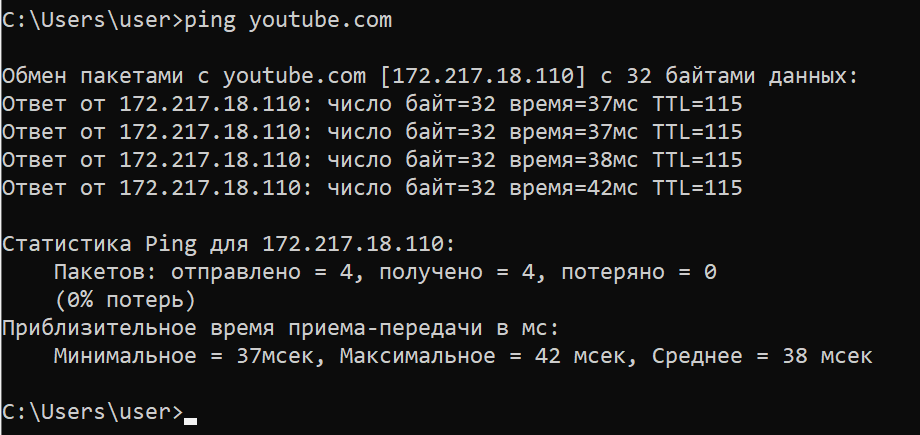 C:\Users\user>ping youtube.com
Обмен пакетами с youtube.com [172.217.18.110] с 32 байтами данных:
Ответ от 172.217.18.110: число байт=32 время=37мс TTL=115
Ответ от 172.217.18.110: число байт=32 время=37мс TTL=115
Ответ от 172.217.18.110: число байт=32 время=38мс TTL=115
Ответ от 172.217.18.110: число байт=32 время=42мс TTL=115
Статистика Ping для 172.217.18.110:
    Пакетов: отправлено = 4, получено = 4, потеряно = 0
    (0% потерь)
Приблизительное время приема-передачи в мс:
    Минимальное = 37мсек, Максимальное = 42 мсек, Среднее = 38 мсек
C:\Users\user>